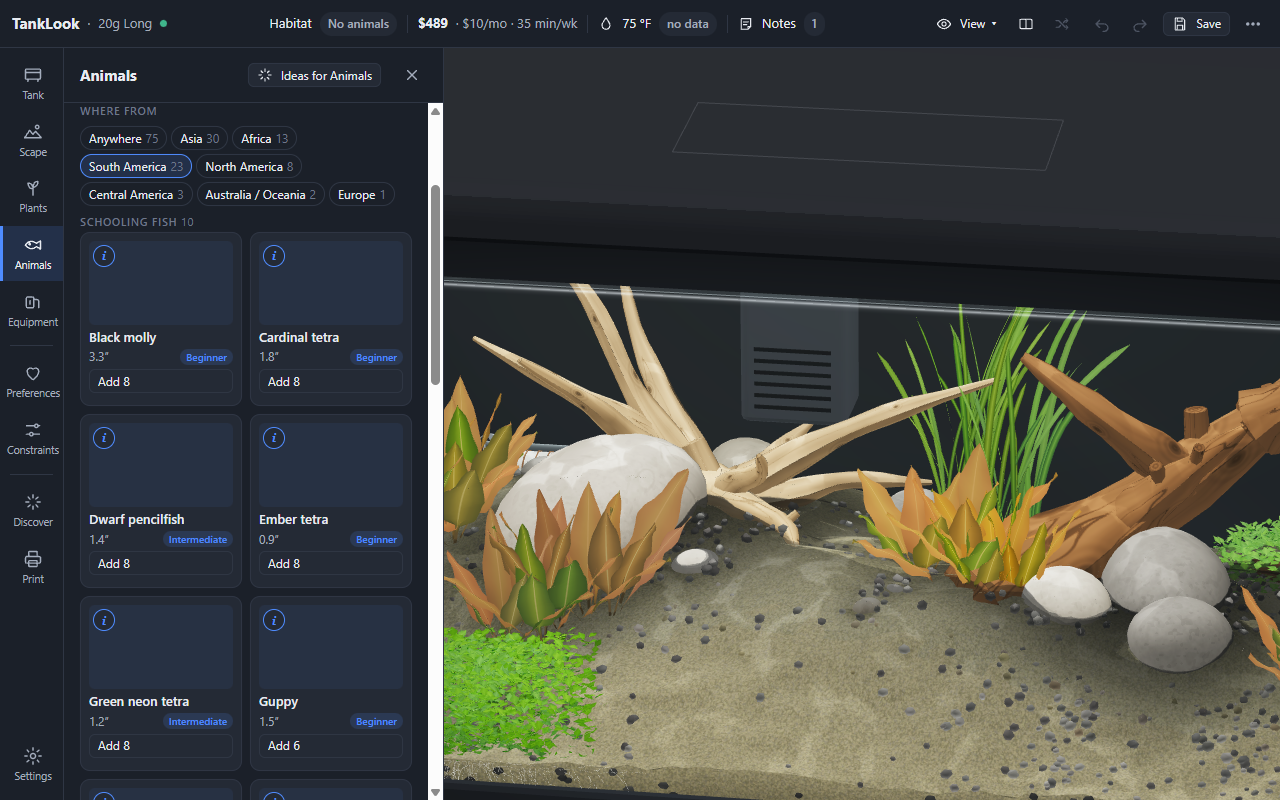 TankLook · 20g Long
Habitat No animals $489 · $10/mo · 35 min/wk 75 °F no data Notes 1
View Save
Tank
Scape
Plants
Animals
Equipment
Preferences
Constraints
Discover
Print
Settings
Animals
Ideas for Animals
WHERE FROM
Anywhere 75 Asia 30 Africa 13
South America 23 North America 8
Central America 3 Australia / Oceania 2 Europe 1
SCHOOLING FISH 10
i i
Black molly Cardinal tetra
3.3″ Beginner 1.8″ Beginner
Add 8 Add 8
i i
Dwarf pencilfish Ember tetra
1.4″ Intermediate 0.9″ Beginner
Add 8 Add 8
i i
Green neon tetra Guppy
1.2″ Intermediate 1.5″ Beginner
Add 8 Add 6